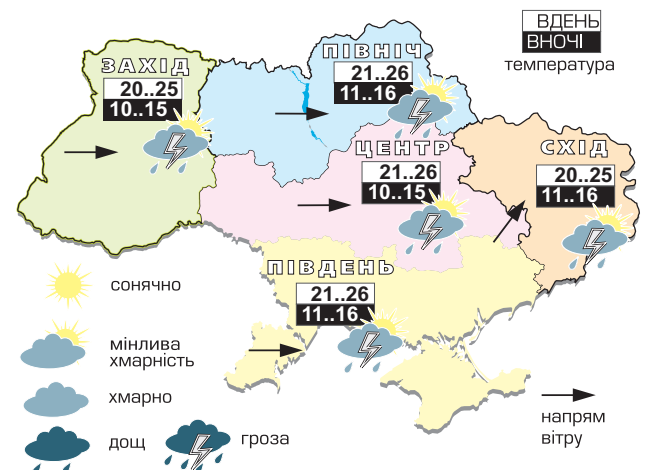 ВДЕНЬ
ВНОЧІ
температура
ПІВНІЧ
21..26
11..16
ЗАХІД
20..25
10..15
ЦЕНТР
21..26
10..15
СХІД
20..25
11..16
ПІВДЕНЬ
21..26
11..16
сонячно
мінлива
хмарність
хмарно
дощ
гроза
напрям
вітру